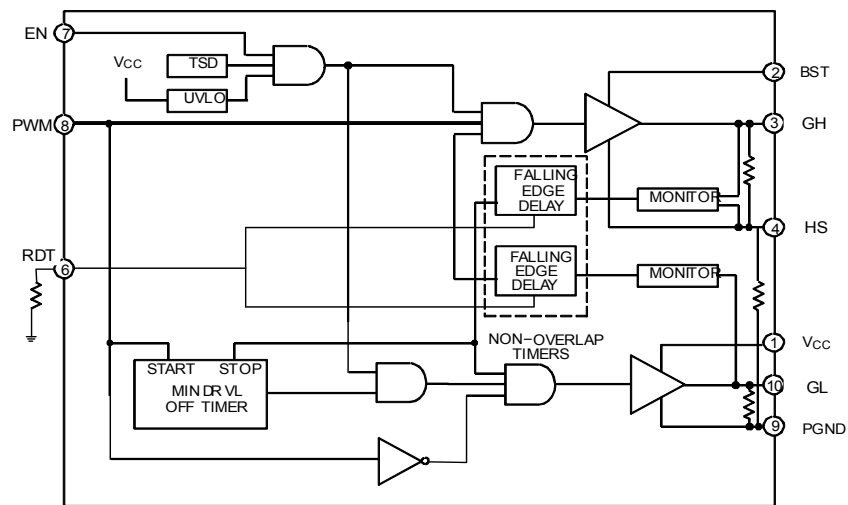 EN
7
VCC
TSD
UVLO
2
BST
PWM
8
3
GH
FALLING
EDGE
DELAY
MONITOR
4
HS
RDT
6
FALLING
EDGE
DELAY
MONITOR
NON-OVERLAP
TIMERS
1
VCC
START
STOP
MIN DRVL
OFF TIMER
10
GL
9
PGND